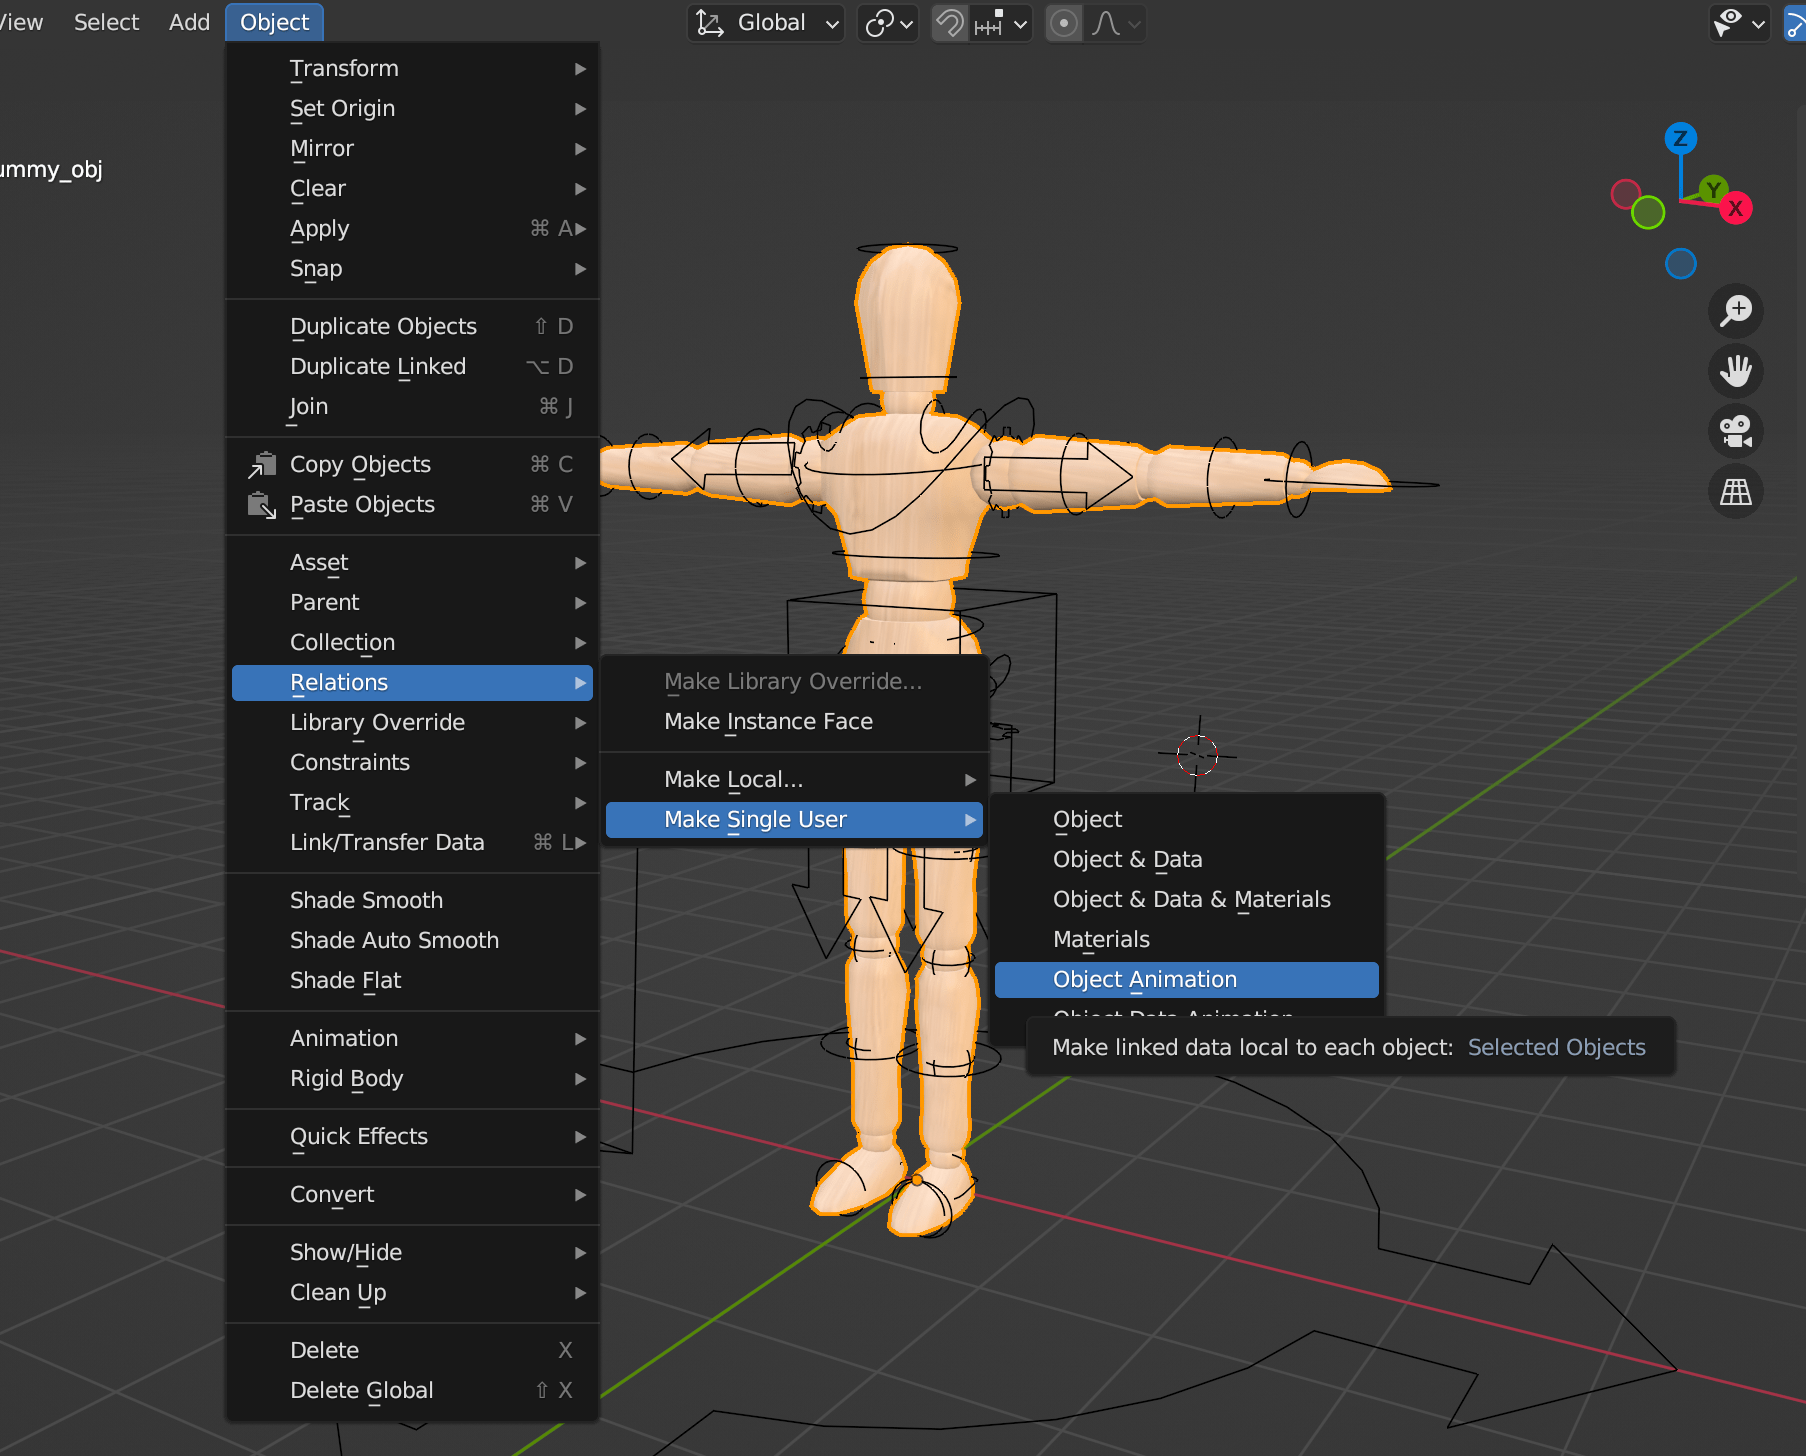 View Select Add Object Global
Transform
Set Origin
Mirror
ummy_obj
Clear
Apply ⌘ A
Snap
Duplicate Objects ⇧ D
Duplicate Linked ⌥ D
Join ⌘ J
Copy Objects ⌘ C
Paste Objects ⌘ V
Asset
Parent
Collection
Relations
Library Override
Constraints
Track
Link/Transfer Data ⌘ L
Shade Smooth
Shade Auto Smooth
Shade Flat
Animation
Rigid Body
Quick Effects
Convert
Show/Hide
Clean Up
Delete X
Delete Global ⇧ X
Make Library Override...
Make Instance Face
Make Local...
Make Single User
Object
Object & Data
Object & Data & Materials
Materials
Object Animation
Object Data Animation
Make linked data local to each object: Selected Objects
Z
Y
X